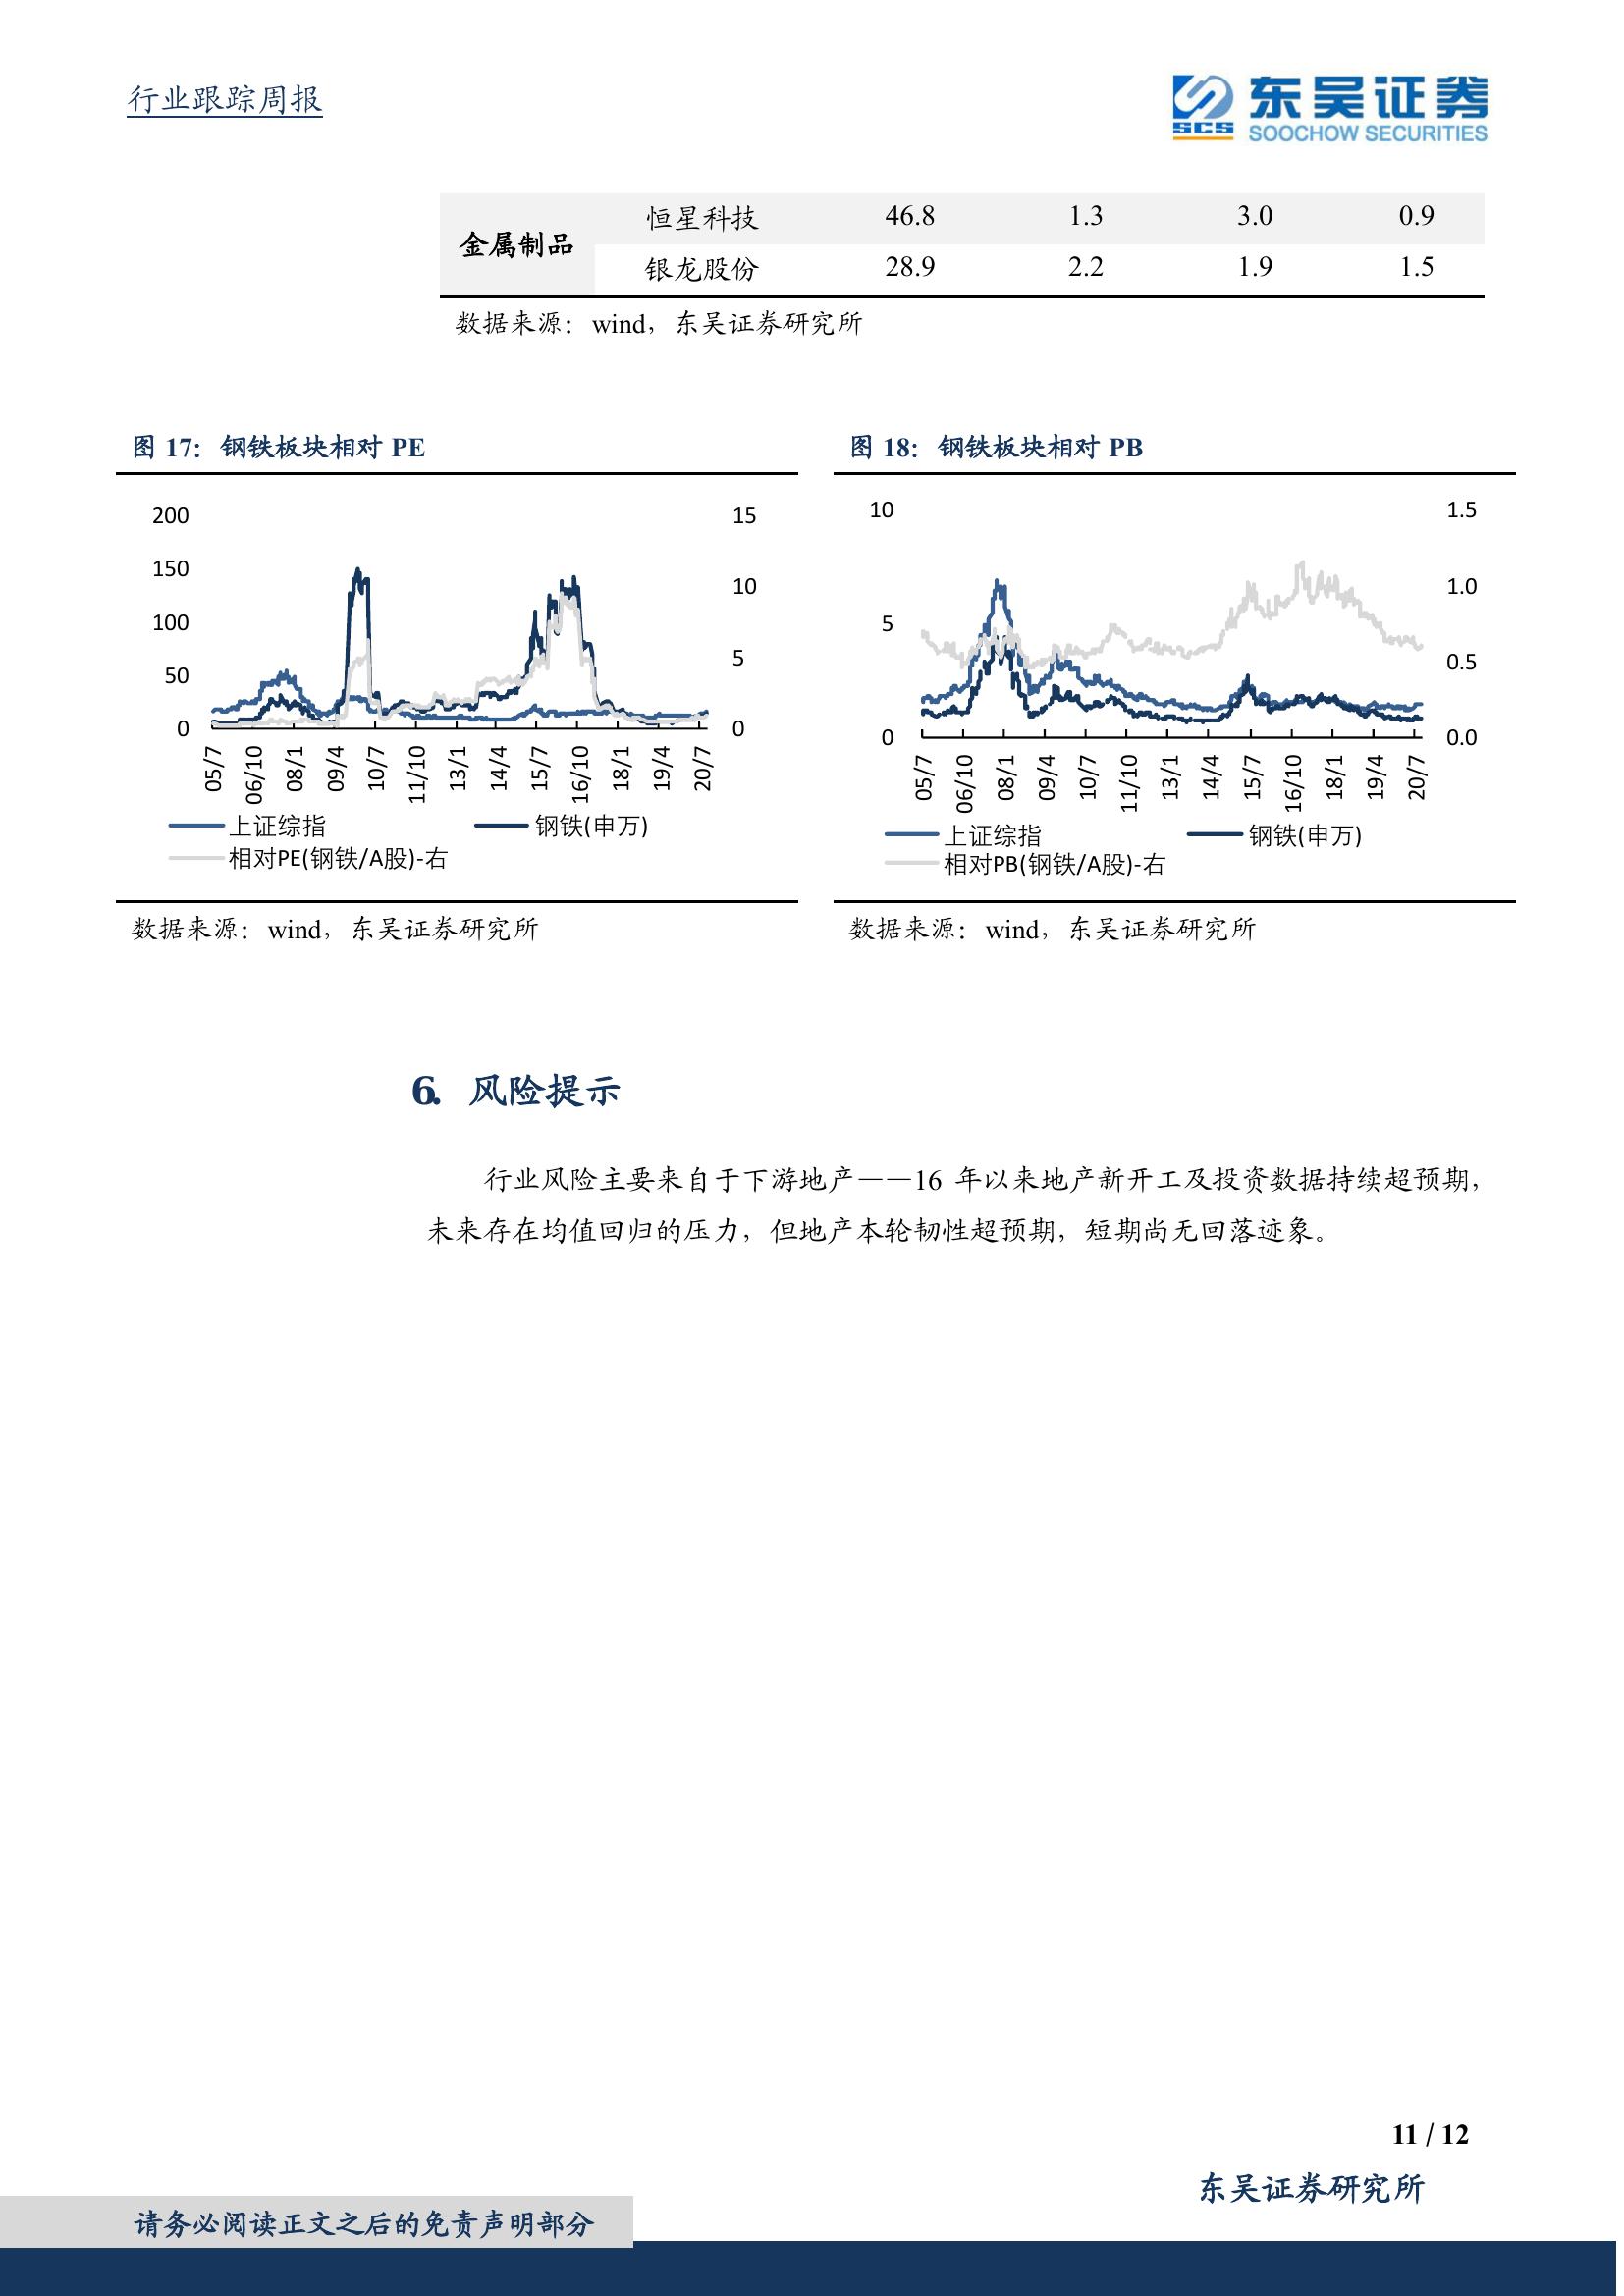 行业跟踪周报
东吴证券
SCS
SOOCHOW SECURITIES
金属制品
恒星科技 46.8 1.3 3.0 0.9
银龙股份 28.9 2.2 1.9 1.5
数据来源：wind，东吴证券研究所
图 17：钢铁板块相对 PE
200
150
100
50
0
15
10
5
0
05/7
06/10
08/1
09/4
10/7
11/10
13/1
14/4
15/7
16/10
18/1
19/4
20/7
上证综指
钢铁(申万)
相对PE(钢铁/A股)-右
数据来源：wind，东吴证券研究所
图 18：钢铁板块相对 PB
10
5
0
1.5
1.0
0.5
0.0
05/7
06/10
08/1
09/4
10/7
11/10
13/1
14/4
15/7
16/10
18/1
19/4
20/7
上证综指
钢铁(申万)
相对PB(钢铁/A股)-右
数据来源：wind，东吴证券研究所
6. 风险提示
行业风险主要来自于下游地产——16 年以来地产新开工及投资数据持续超预期，
未来存在均值回归的压力，但地产本轮韧性超预期，短期尚无回落迹象。
11 / 12
东吴证券研究所
请务必阅读正文之后的免责声明部分